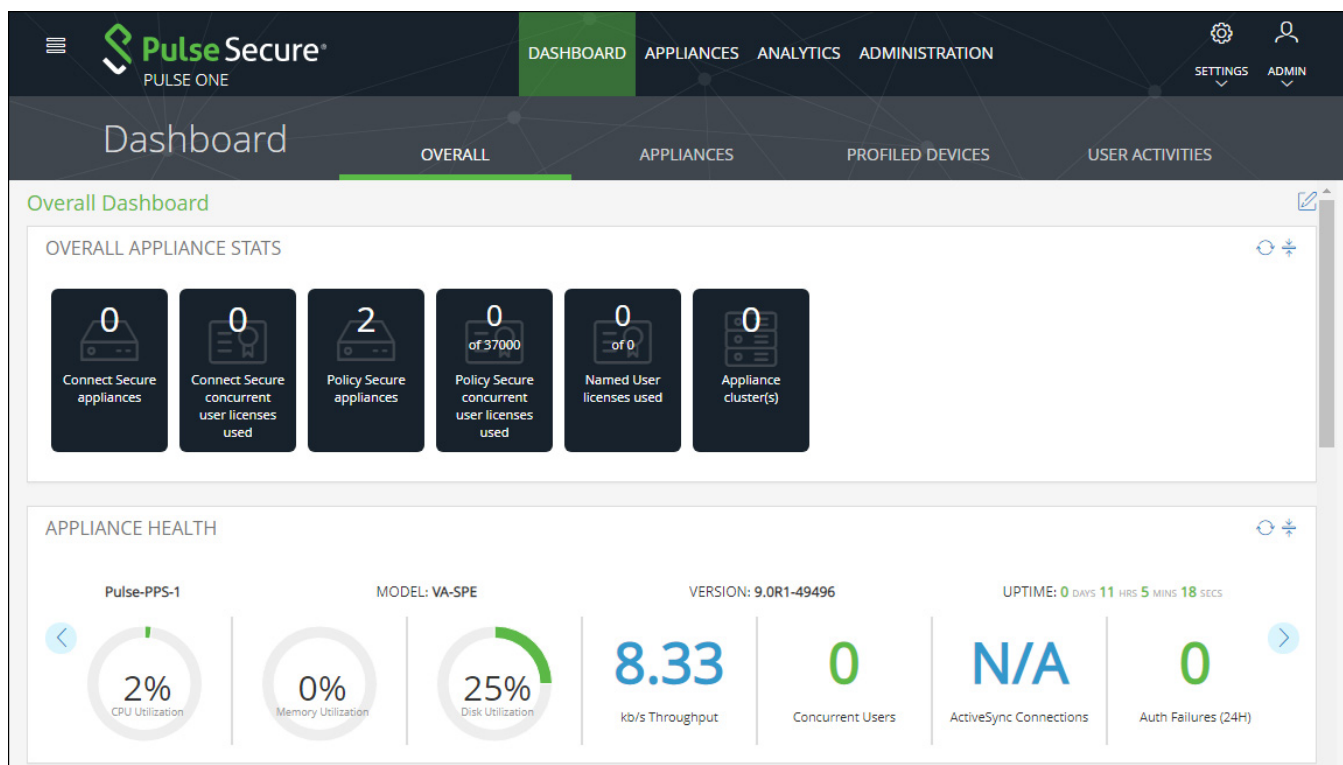 Pulse Secure®
PULSE ONE
DASHBOARD APPLIANCES ANALYTICS ADMINISTRATION
SETTINGS ADMIN
Dashboard
OVERALL APPLIANCES PROFILED DEVICES USER ACTIVITIES
Overall Dashboard
OVERALL APPLIANCE STATS
0
Connect Secure
appliances
0
Connect Secure
concurrent
user licenses
used
2
Policy Secure
appliances
0
of 37000
Policy Secure
concurrent
user licenses
used
0
of 0
Named User
licenses used
0
Appliance
cluster(s)
APPLIANCE HEALTH
Pulse-PPS-1 MODEL: VA-SPE VERSION: 9.0R1-49496 UPTIME: 0 DAYS 11 HRS 5 MINS 18 SECS
2%
CPU Utilization
0%
Memory Utilization
25%
Disk Utilization
8.33
kb/s Throughput
0
Concurrent Users
N/A
ActiveSync Connections
0
Auth Failures (24H)